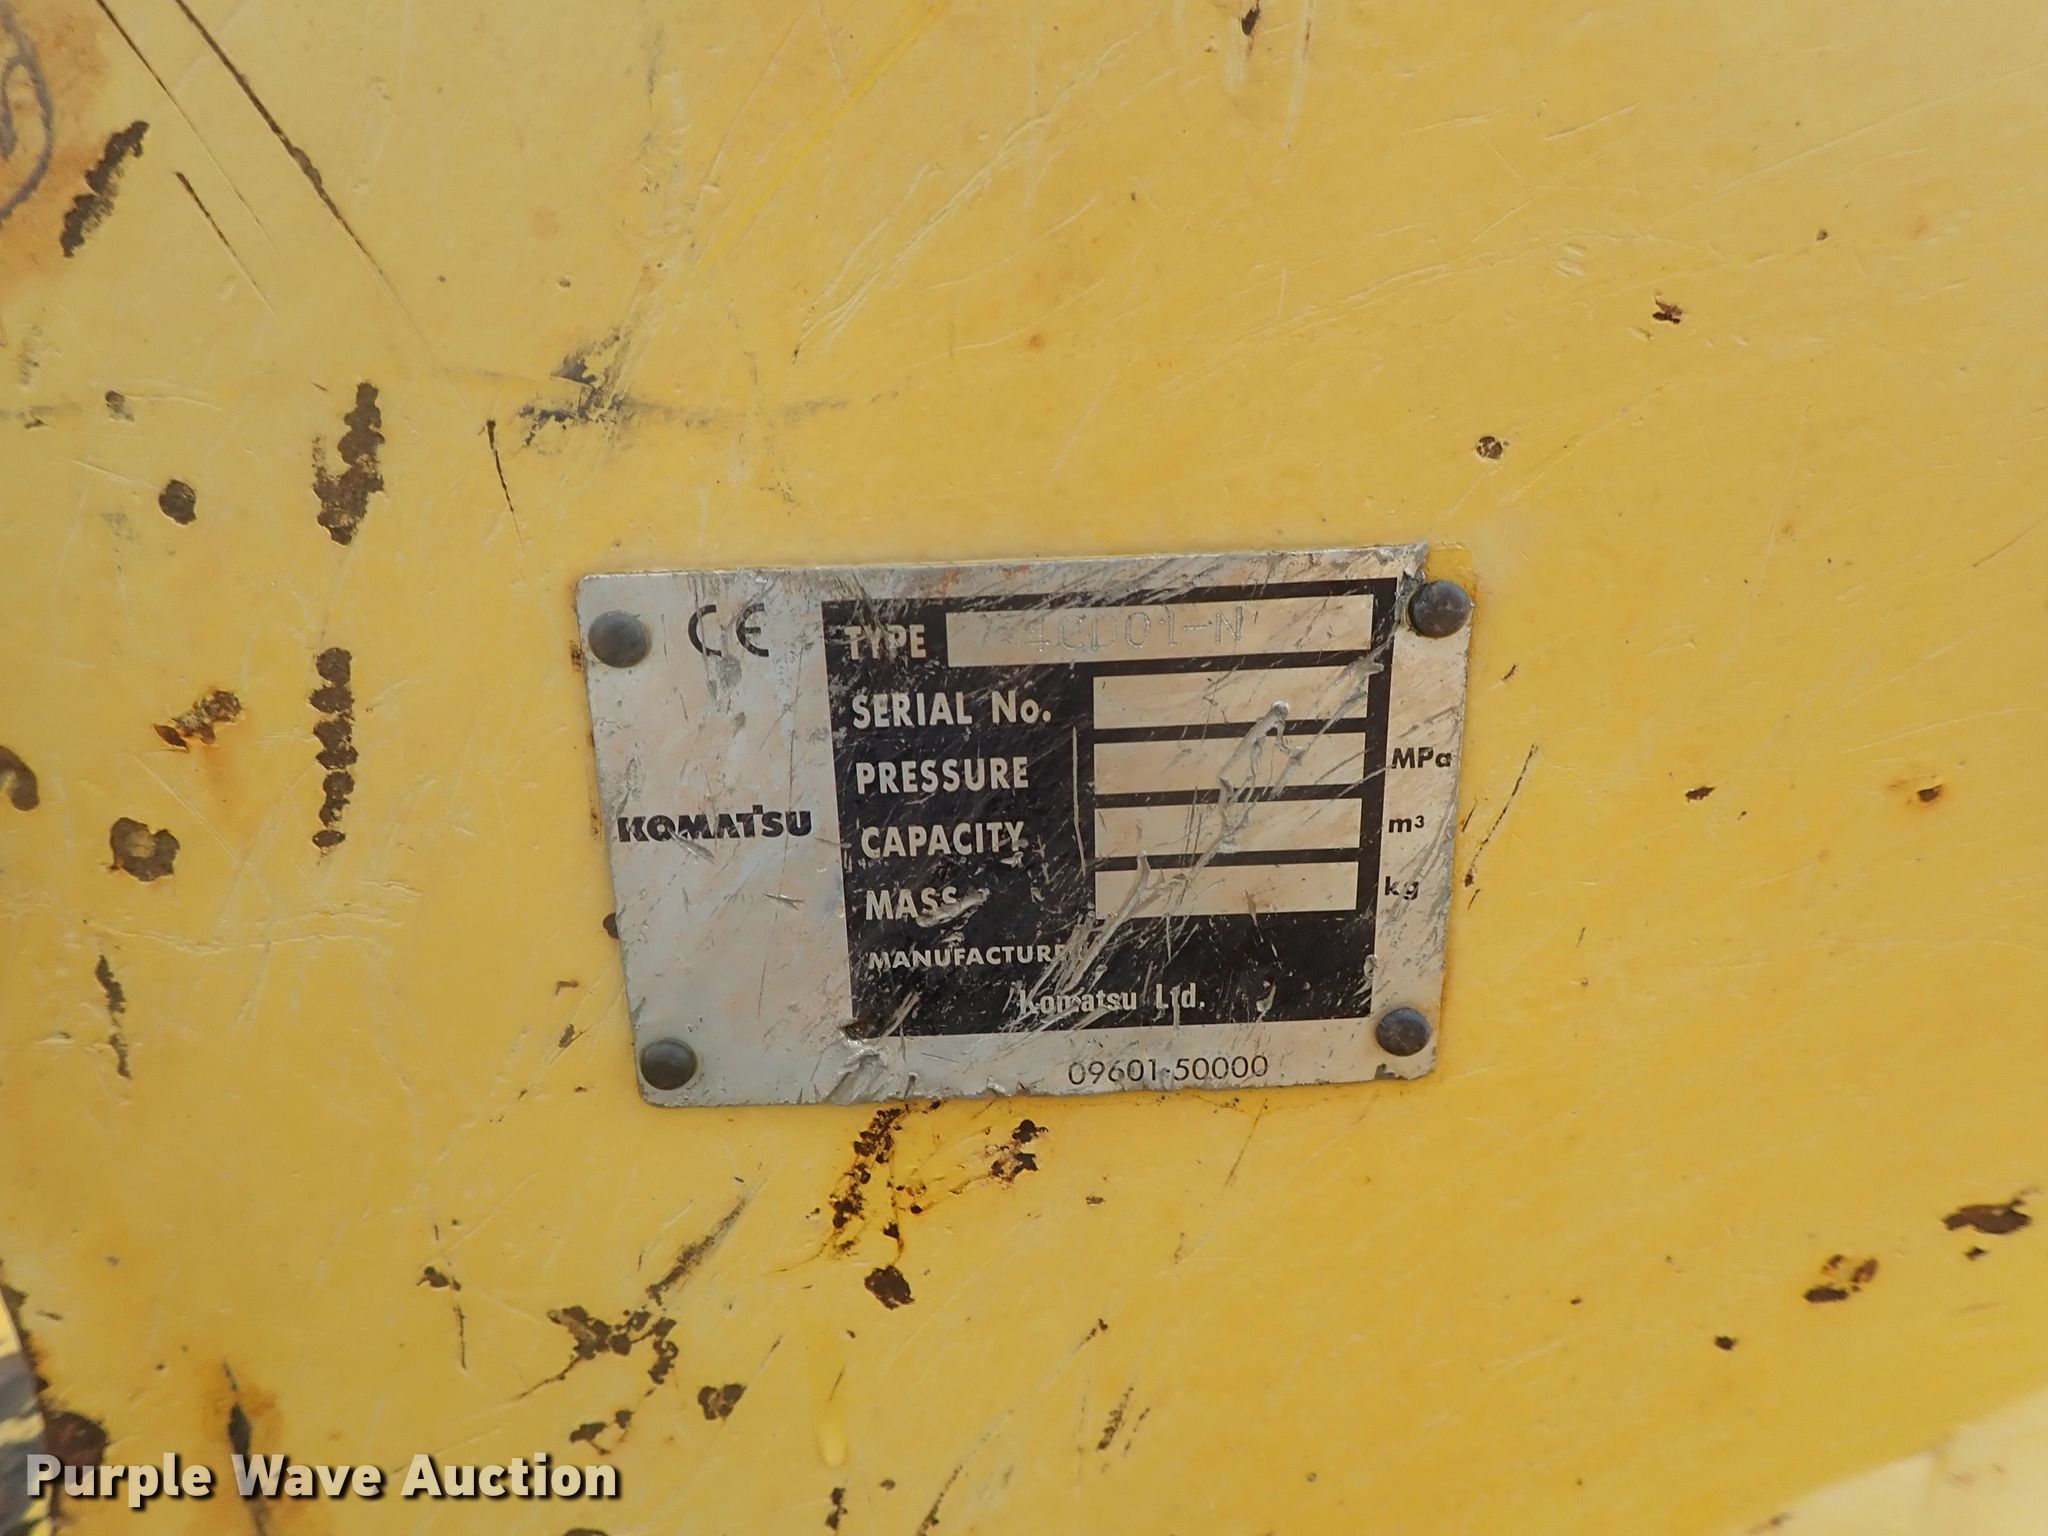 CE
TYPE
SERIAL No.
PRESSURE MPa
CAPACITY m³
MASS kg
KOMATSU
MANUFACTURE
Komatsu Ltd.
09601-50000
Purple Wave Auction